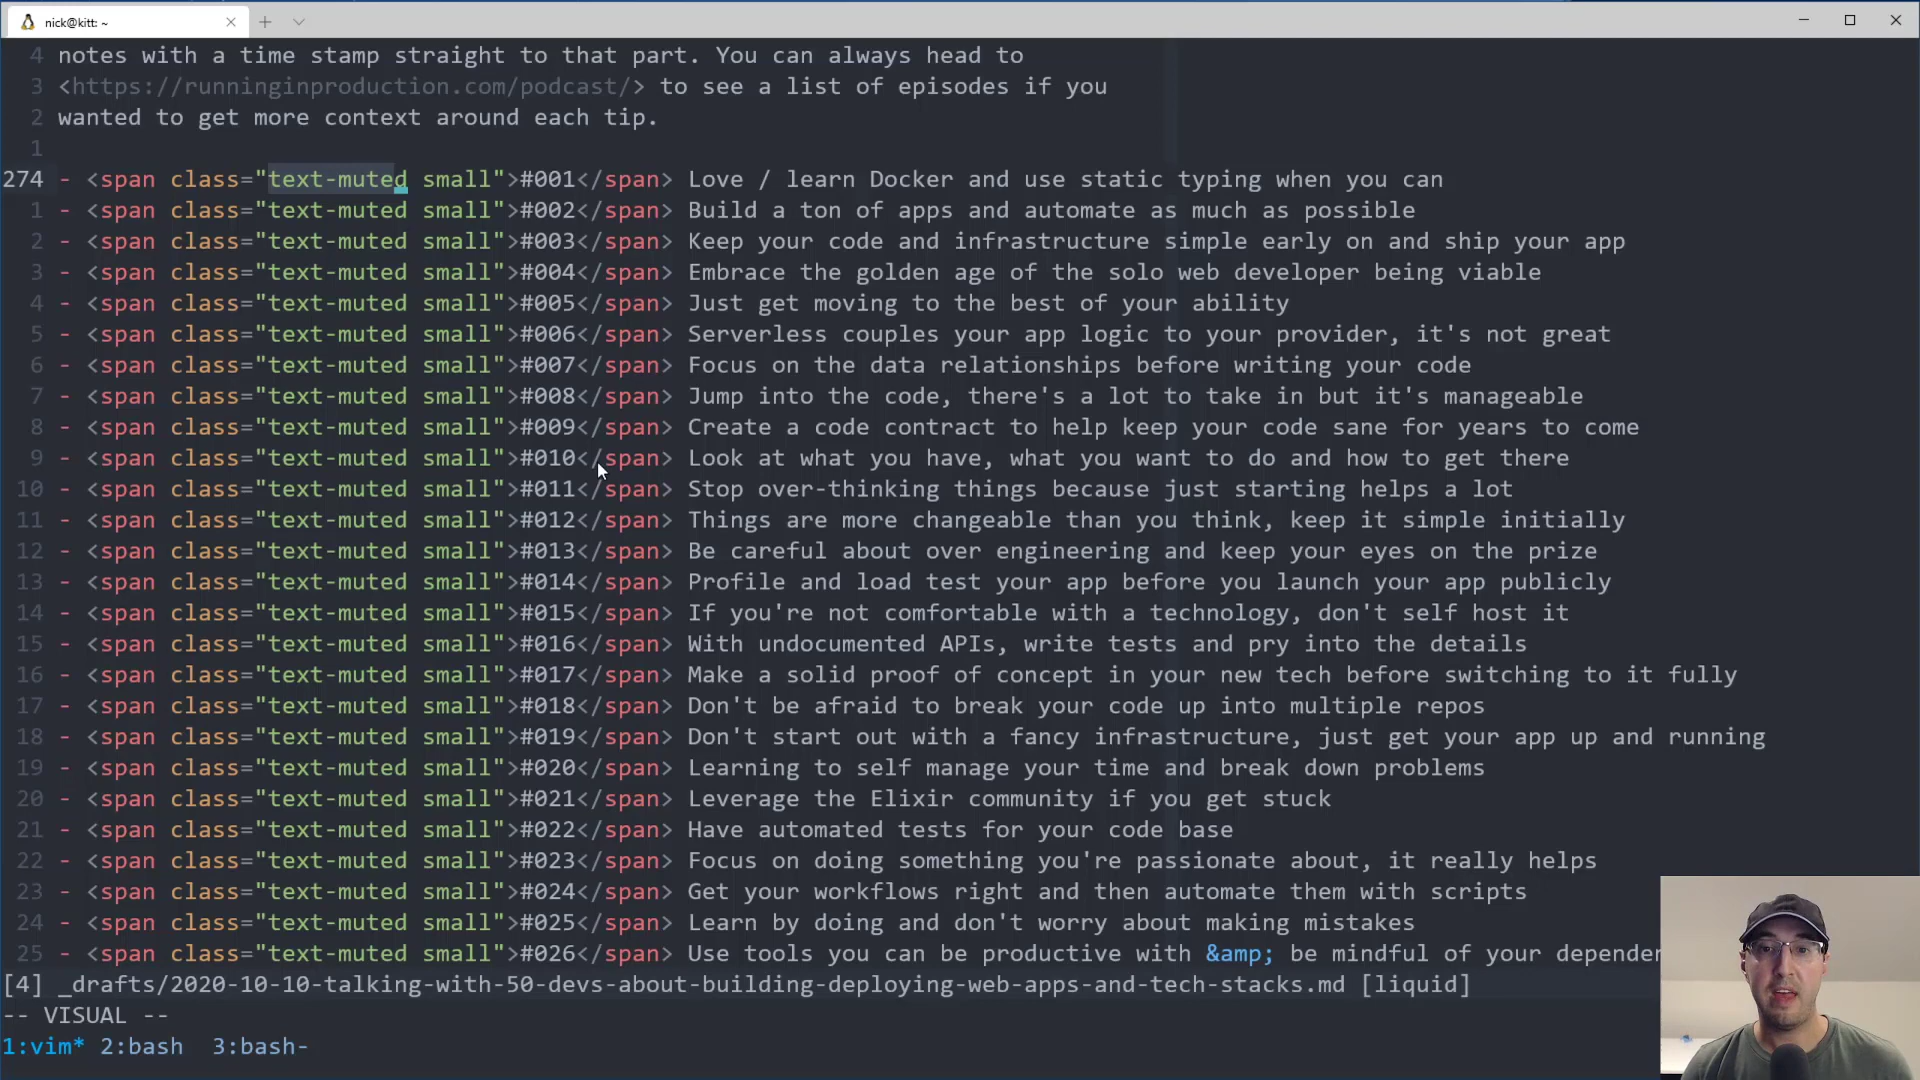 nick@kitt: ~
4 notes with a time stamp straight to that part. You can always head to
3 <https://runninginproduction.com/podcast/> to see a list of episodes if you
2 wanted to get more context around each tip.
1
274 - <span class="text-muted small">#001</span> Love / learn Docker and use static typing when you can
1 - <span class="text-muted small">#002</span> Build a ton of apps and automate as much as possible
2 - <span class="text-muted small">#003</span> Keep your code and infrastructure simple early on and ship your app
3 - <span class="text-muted small">#004</span> Embrace the golden age of the solo web developer being viable
4 - <span class="text-muted small">#005</span> Just get moving to the best of your ability
5 - <span class="text-muted small">#006</span> Serverless couples your app logic to your provider, it's not great
6 - <span class="text-muted small">#007</span> Focus on the data relationships before writing your code
7 - <span class="text-muted small">#008</span> Jump into the code, there's a lot to take in but it's manageable
8 - <span class="text-muted small">#009</span> Create a code contract to help keep your code sane for years to come
9 - <span class="text-muted small">#010</span> Look at what you have, what you want to do and how to get there
10 - <span class="text-muted small">#011</span> Stop over-thinking things because just starting helps a lot
11 - <span class="text-muted small">#012</span> Things are more changeable than you think, keep it simple initially
12 - <span class="text-muted small">#013</span> Be careful about over engineering and keep your eyes on the prize
13 - <span class="text-muted small">#014</span> Profile and load test your app before you launch your app publicly
14 - <span class="text-muted small">#015</span> If you're not comfortable with a technology, don't self host it
15 - <span class="text-muted small">#016</span> With undocumented APIs, write tests and pry into the details
16 - <span class="text-muted small">#017</span> Make a solid proof of concept in your new tech before switching to it fully
17 - <span class="text-muted small">#018</span> Don't be afraid to break your code up into multiple repos
18 - <span class="text-muted small">#019</span> Don't start out with a fancy infrastructure, just get your app up and running
19 - <span class="text-muted small">#020</span> Learning to self manage your time and break down problems
20 - <span class="text-muted small">#021</span> Leverage the Elixir community if you get stuck
21 - <span class="text-muted small">#022</span> Have automated tests for your code base
22 - <span class="text-muted small">#023</span> Focus on doing something you're passionate about, it really helps
23 - <span class="text-muted small">#024</span> Get your workflows right and then automate them with scripts
24 - <span class="text-muted small">#025</span> Learn by doing and don't worry about making mistakes
25 - <span class="text-muted small">#026</span> Use tools you can be productive with &amp; be mindful of your depender
[4] _drafts/2020-10-10-talking-with-50-devs-about-building-deploying-web-apps-and-tech-stacks.md [liquid]
-- VISUAL --
1:vim* 2:bash  3:bash-